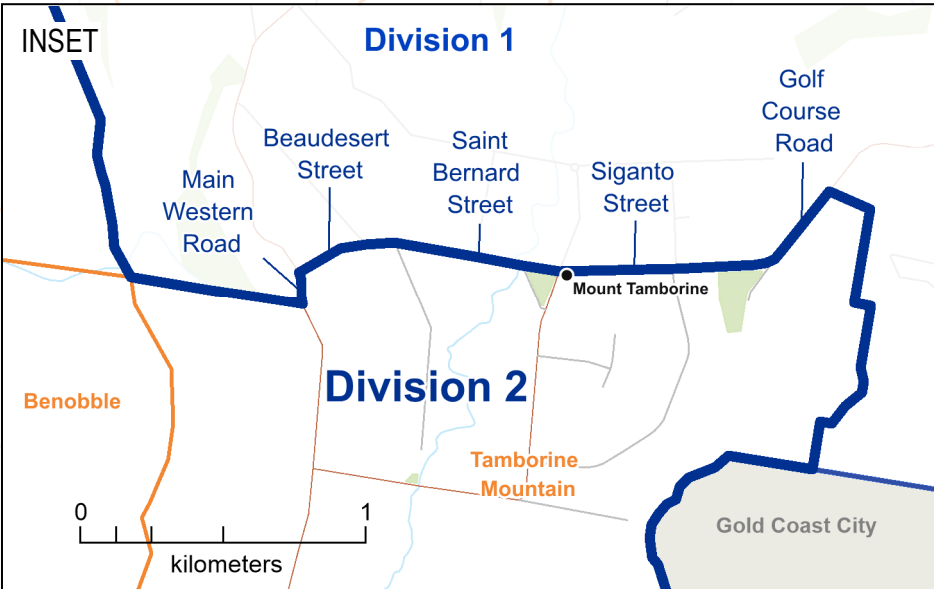 INSET
Division 1
Golf
Course
Road
Beaudesert
Street
Saint
Bernard
Street
Siganto
Street
Main
Western
Road
Mount Tamborine
Division 2
Benobble
Tamborine
Mountain
0
1
kilometers
Gold Coast City